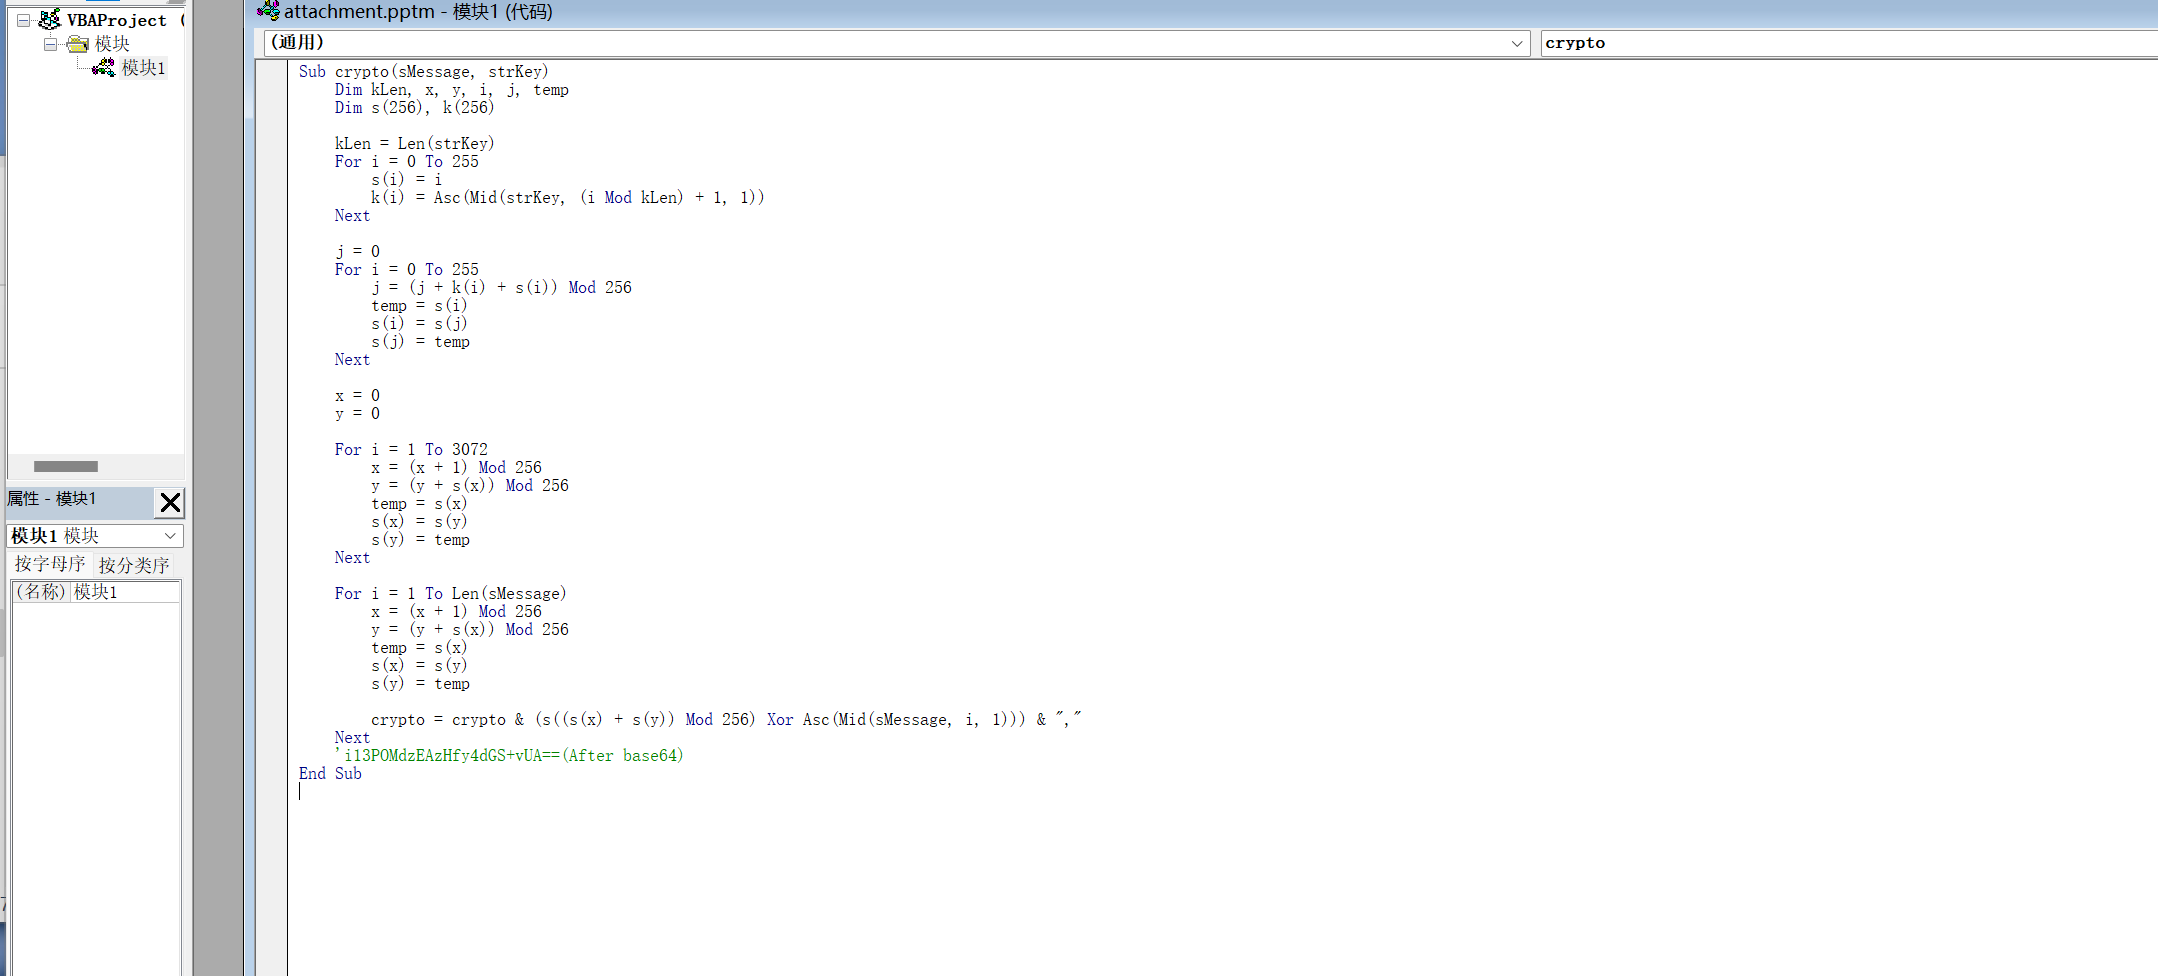 VBAProject (
模块
模块1
属性 - 模块1
模块1 模块
按字母序 按分类序
(名称) 模块1
attachment.pptm - 模块1 (代码)
(通用)
crypto
Sub crypto(sMessage, strKey)
    Dim kLen, x, y, i, j, temp
    Dim s(256), k(256)
    kLen = Len(strKey)
    For i = 0 To 255
        s(i) = i
        k(i) = Asc(Mid(strKey, (i Mod kLen) + 1, 1))
    Next
    j = 0
    For i = 0 To 255
        j = (j + k(i) + s(i)) Mod 256
        temp = s(i)
        s(i) = s(j)
        s(j) = temp
    Next
    x = 0
    y = 0
    For i = 1 To 3072
        x = (x + 1) Mod 256
        y = (y + s(x)) Mod 256
        temp = s(x)
        s(x) = s(y)
        s(y) = temp
    Next
    For i = 1 To Len(sMessage)
        x = (x + 1) Mod 256
        y = (y + s(x)) Mod 256
        temp = s(x)
        s(x) = s(y)
        s(y) = temp
        crypto = crypto & (s((s(x) + s(y)) Mod 256) Xor Asc(Mid(sMessage, i, 1))) & ","
    Next
    'i13POMdzEAzHfy4dGS+vUA==(After base64)
End Sub